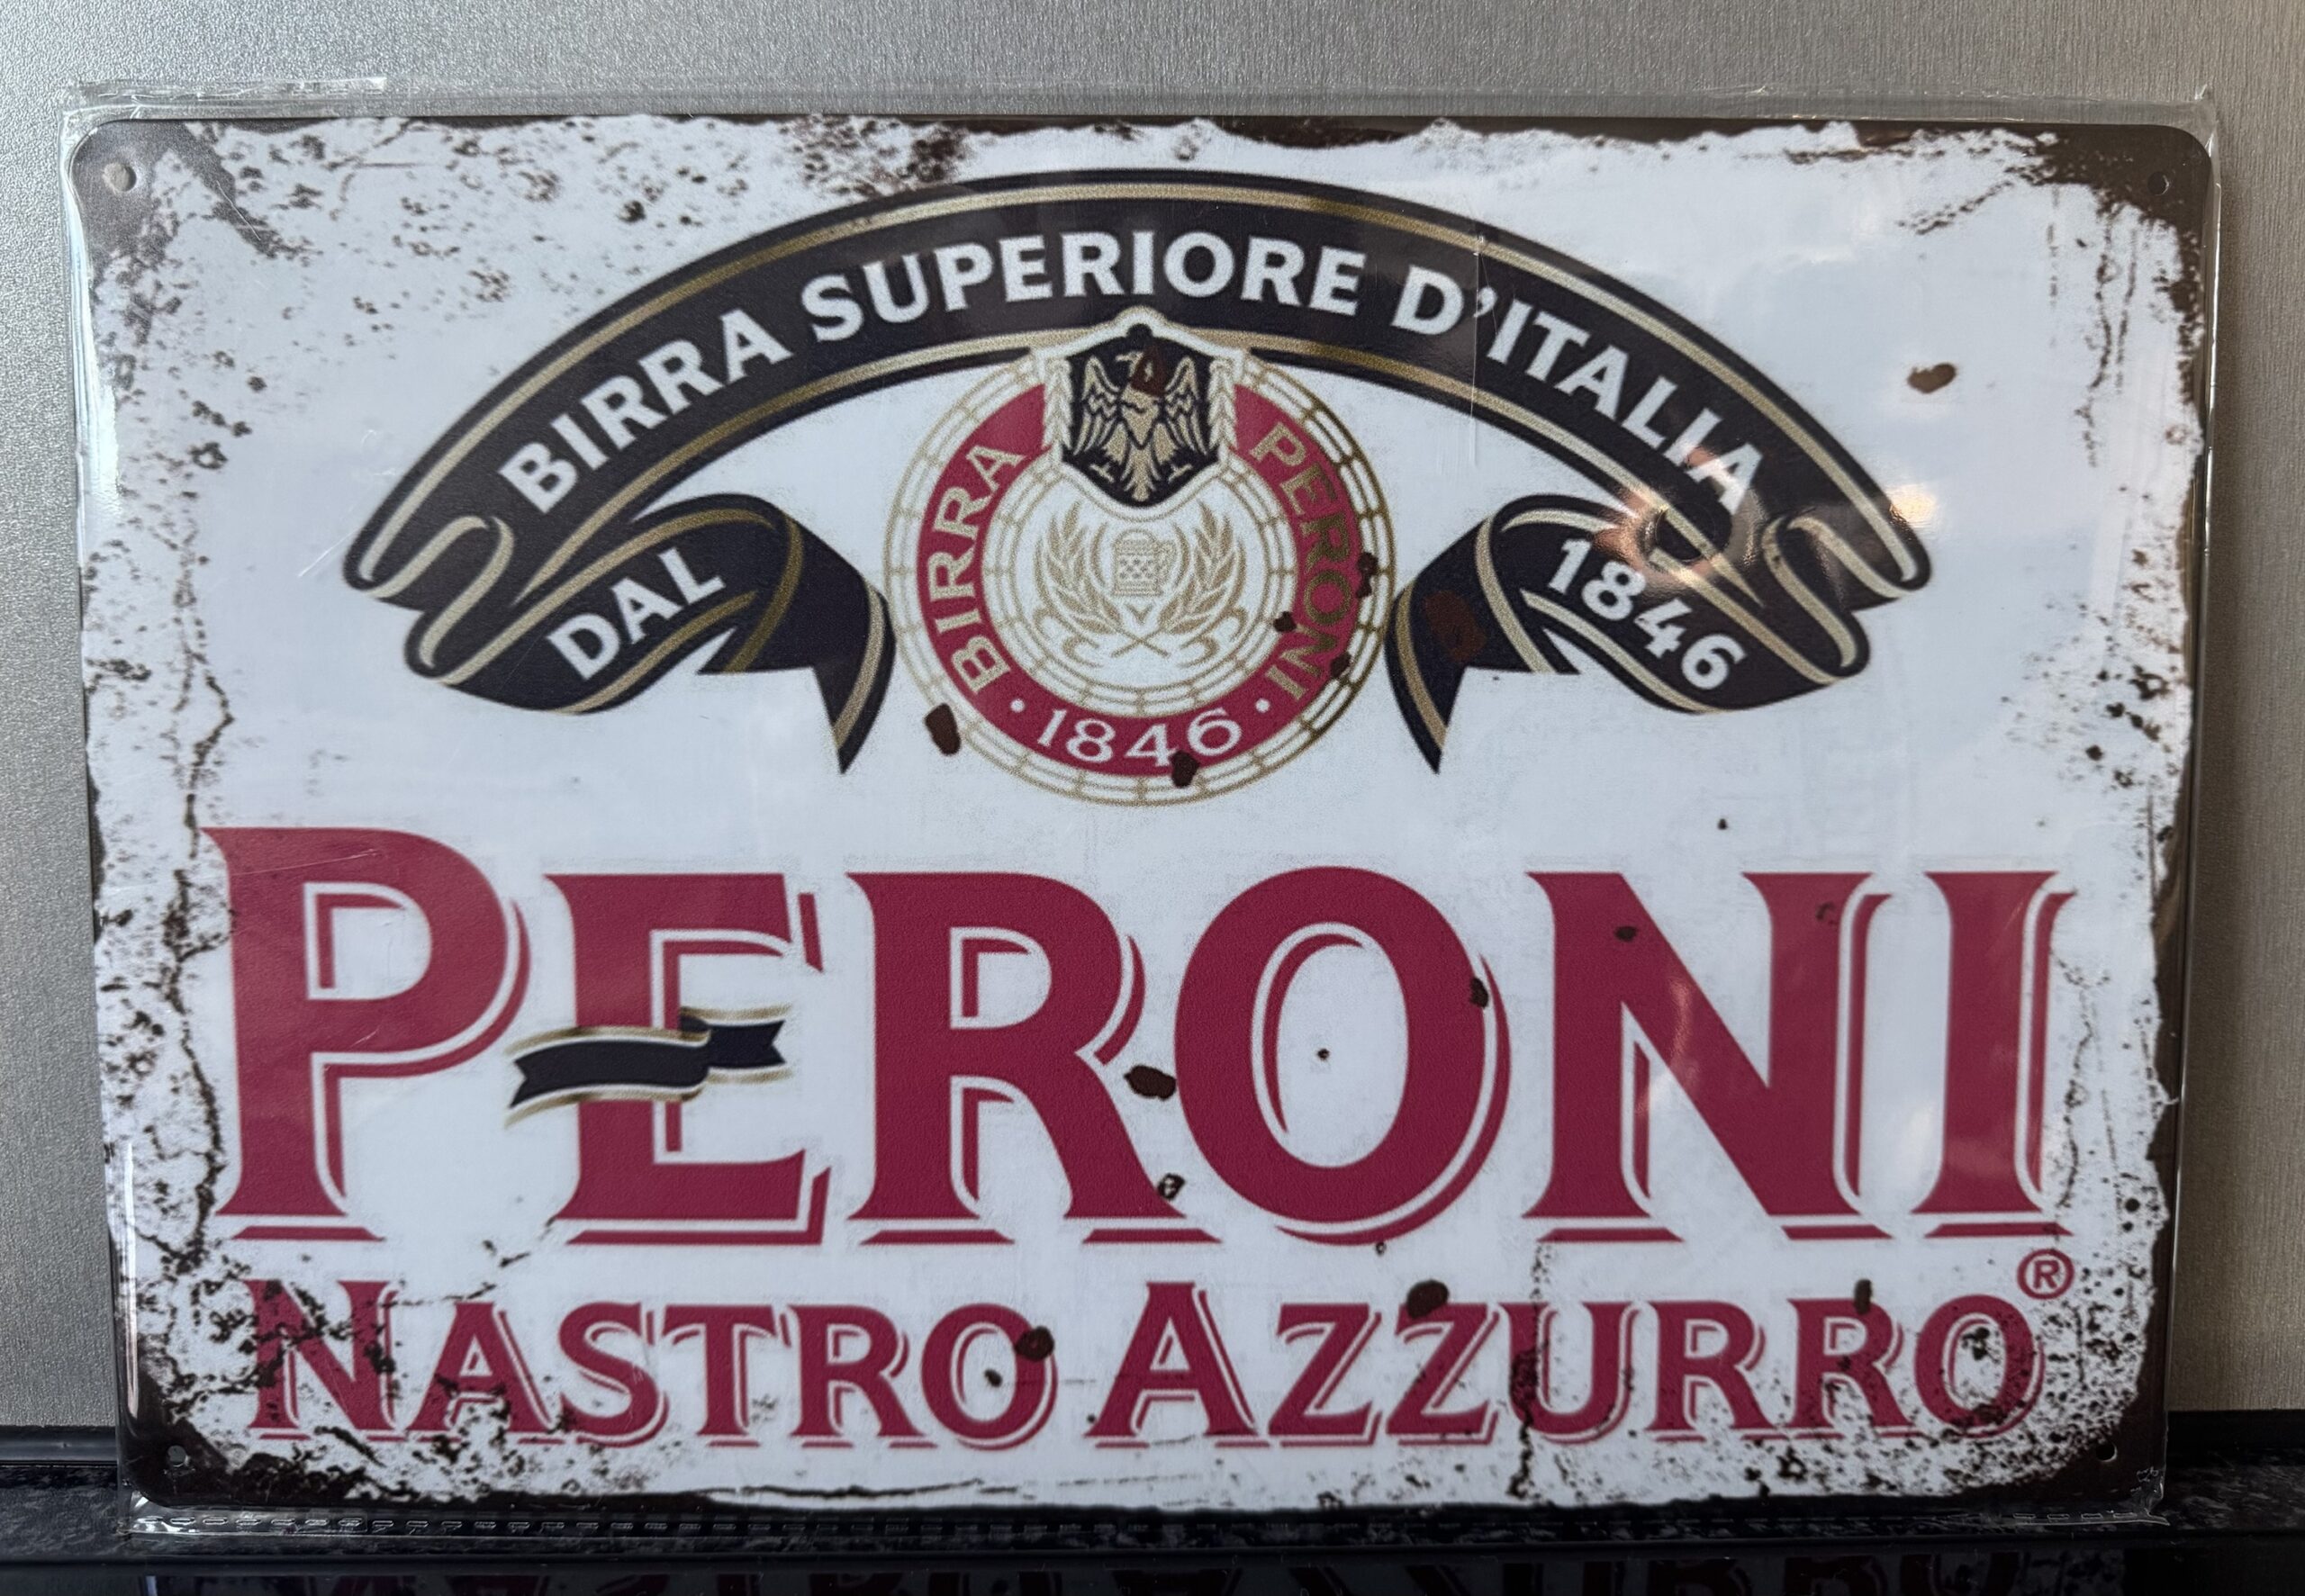 BIRRA SUPERIORE D'ITALIA
DAL 1846
BIRRA PERONI
· 1846 ·
PERONI
NASTRO AZZURRO®